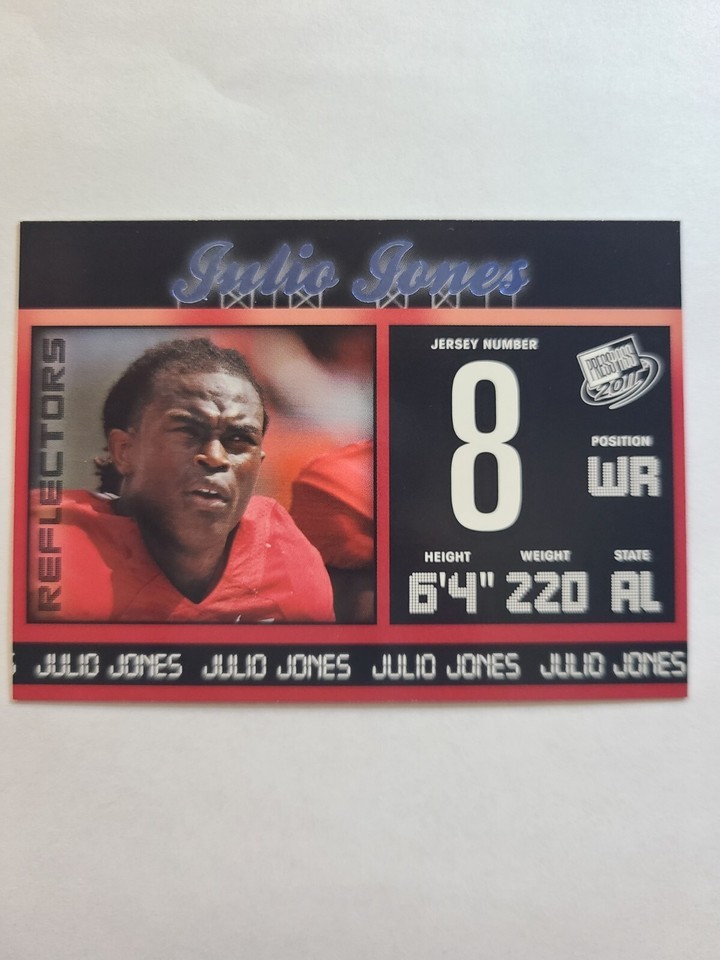 Julio Jones
REFLECTORS
JERSEY NUMBER
8
PRESS PASS
2011
POSITION
WR
HEIGHT WEIGHT STATE
6'4" 220 AL
JULIO JONES JULIO JONES JULIO JONES JULIO JONES